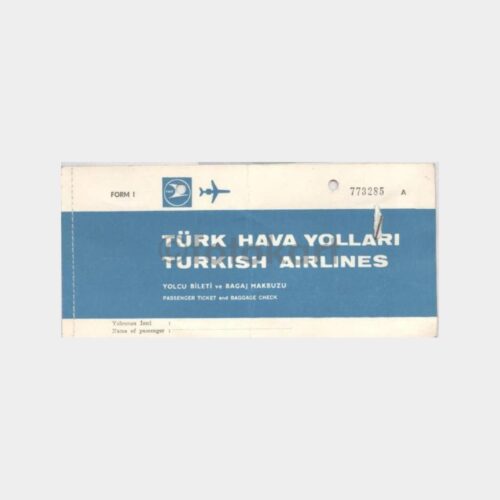 FORM I
773285 A
TÜRK HAVA YOLLARI
TURKISH AIRLINES
YOLCU BİLETİ ve BAGAJ MAKBUZU
PASSENGER TICKET and BAGGAGE CHECK
Yolcunun İsmi :
Name of passenger :